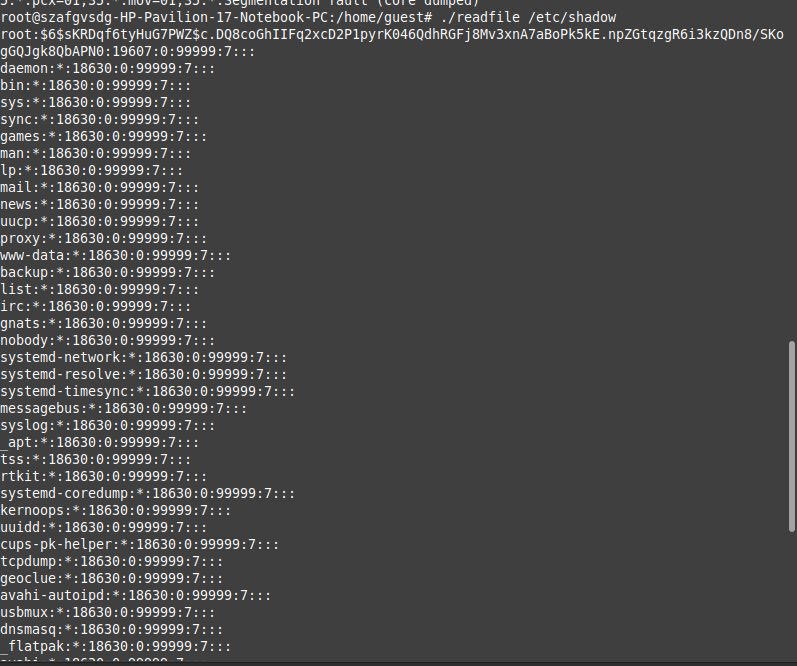 5:*.pcx=01;35:*.mov=01;35:*.Segmentation fault (core dumped)
root@szafgvsdg-HP-Pavilion-17-Notebook-PC:/home/guest# ./readfile /etc/shadow
root:$6$sKRDqf6tyHuG7PWZ$c.DQ8coGhIIFq2xcD2P1pyrK046QdhRGFj8Mv3xnA7aBoPk5kE.npZGtqzgR6i3kzQDn8/SKo
gGQJgk8QbAPN0:19607:0:99999:7:::
daemon:*:18630:0:99999:7:::
bin:*:18630:0:99999:7:::
sys:*:18630:0:99999:7:::
sync:*:18630:0:99999:7:::
games:*:18630:0:99999:7:::
man:*:18630:0:99999:7:::
lp:*:18630:0:99999:7:::
mail:*:18630:0:99999:7:::
news:*:18630:0:99999:7:::
uucp:*:18630:0:99999:7:::
proxy:*:18630:0:99999:7:::
www-data:*:18630:0:99999:7:::
backup:*:18630:0:99999:7:::
list:*:18630:0:99999:7:::
irc:*:18630:0:99999:7:::
gnats:*:18630:0:99999:7:::
nobody:*:18630:0:99999:7:::
systemd-network:*:18630:0:99999:7:::
systemd-resolve:*:18630:0:99999:7:::
systemd-timesync:*:18630:0:99999:7:::
messagebus:*:18630:0:99999:7:::
syslog:*:18630:0:99999:7:::
_apt:*:18630:0:99999:7:::
tss:*:18630:0:99999:7:::
rtkit:*:18630:0:99999:7:::
systemd-coredump:*:18630:0:99999:7:::
kernoops:*:18630:0:99999:7:::
uuidd:*:18630:0:99999:7:::
cups-pk-helper:*:18630:0:99999:7:::
tcpdump:*:18630:0:99999:7:::
geoclue:*:18630:0:99999:7:::
avahi-autoipd:*:18630:0:99999:7:::
usbmux:*:18630:0:99999:7:::
dnsmasq:*:18630:0:99999:7:::
_flatpak:*:18630:0:99999:7:::